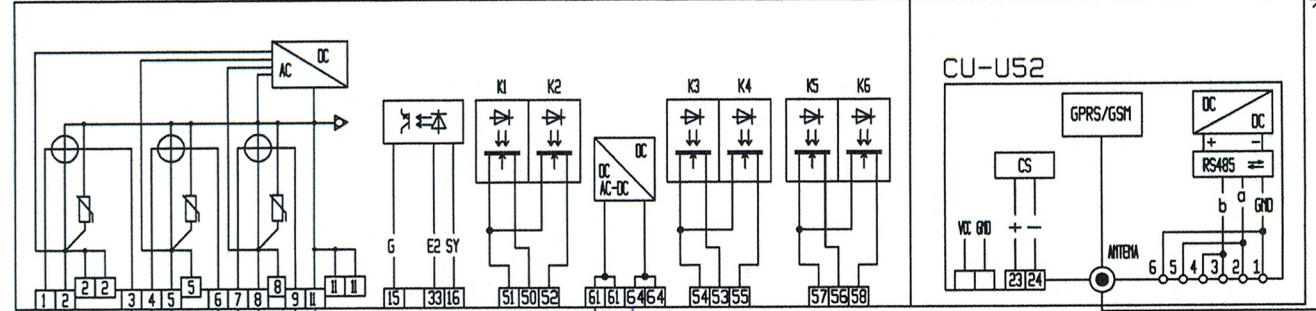 DC
AC
K1 K2
K3 K4
K5 K6
DC
DC
AC-DC
G E2 SY
1 2 2 2 3 4 5 5 6 7 8 8 9 11 11 11
15 33 16
51 50 52
61 61 64 64
54 53 55
57 56 58
CU-U52
GPRS/GSM
DC
DC
+ -
RS485
b a GND
CS
+ -
VCC GND
23 24
ANTENA
6 5 4 3 2 1